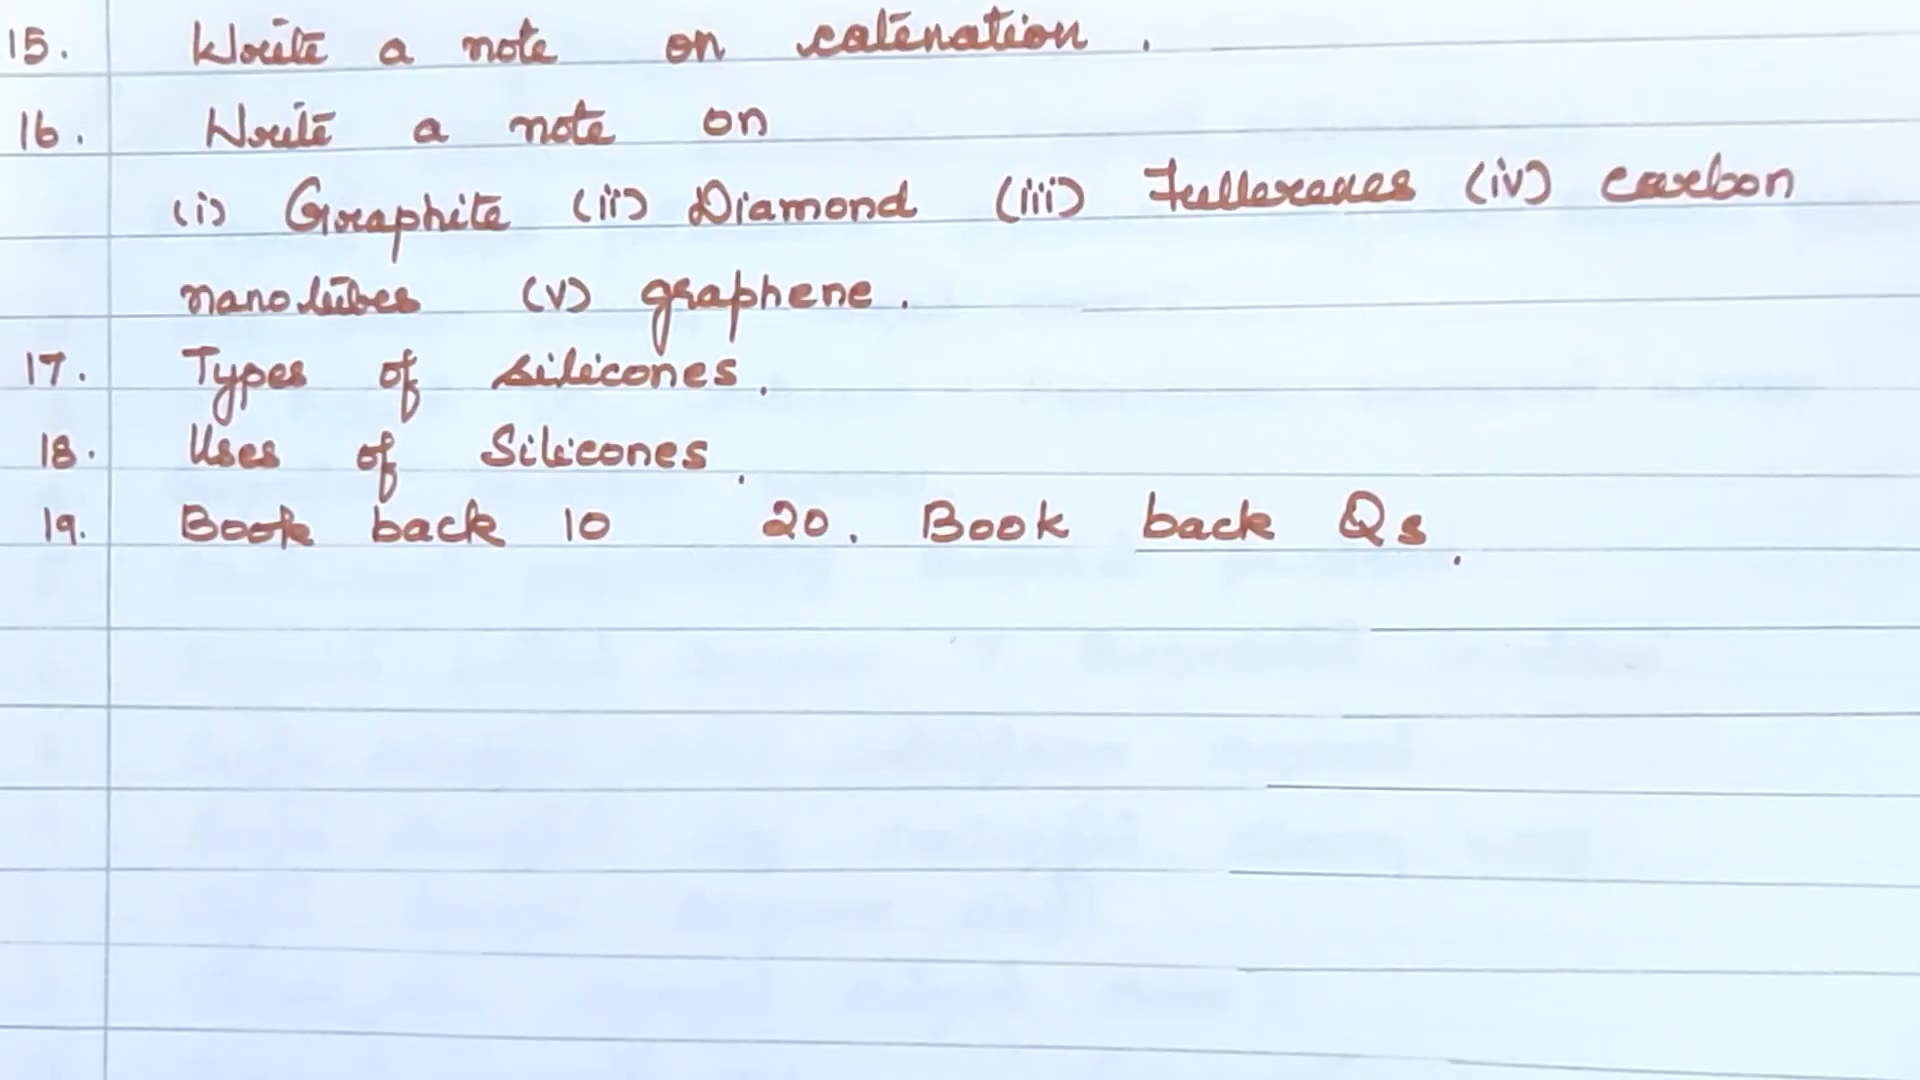 15. Write a note on catenation.
16. Write a note on
(i) Graphite (ii) Diamond (iii) Fullerenes (iv) carbon
nanotubes (v) graphene.
17. Types of silicones.
18. Uses of Silicones.
19. Book back 10 20. Book back Qs.